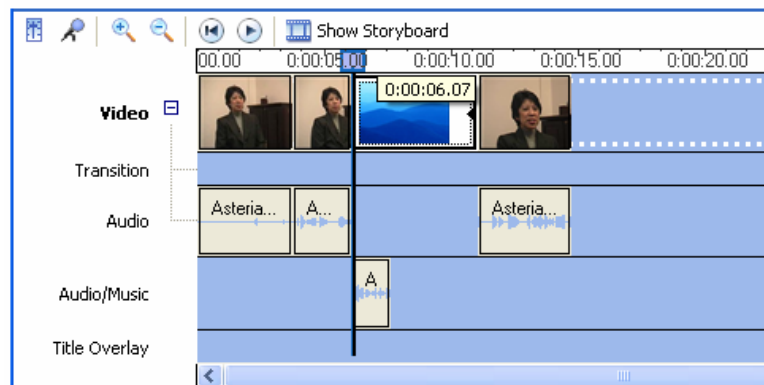 Show Storyboard
00.00 0:00:05.00 0:00:10.00 0:00:15.00 0:00:20.00
0:00:06.07
Video
Transition
Asteria... A... Asteria...
Audio
A
Audio/Music
Title Overlay